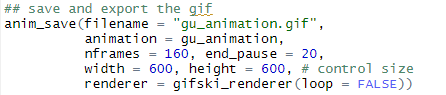 ## save and export the gif
anim_save(filename = "gu_animation.gif",
          animation = gu_animation,
          nframes = 160, end_pause = 20,
          width = 600, height = 600, # control size
          renderer = gifski_renderer(loop = FALSE))